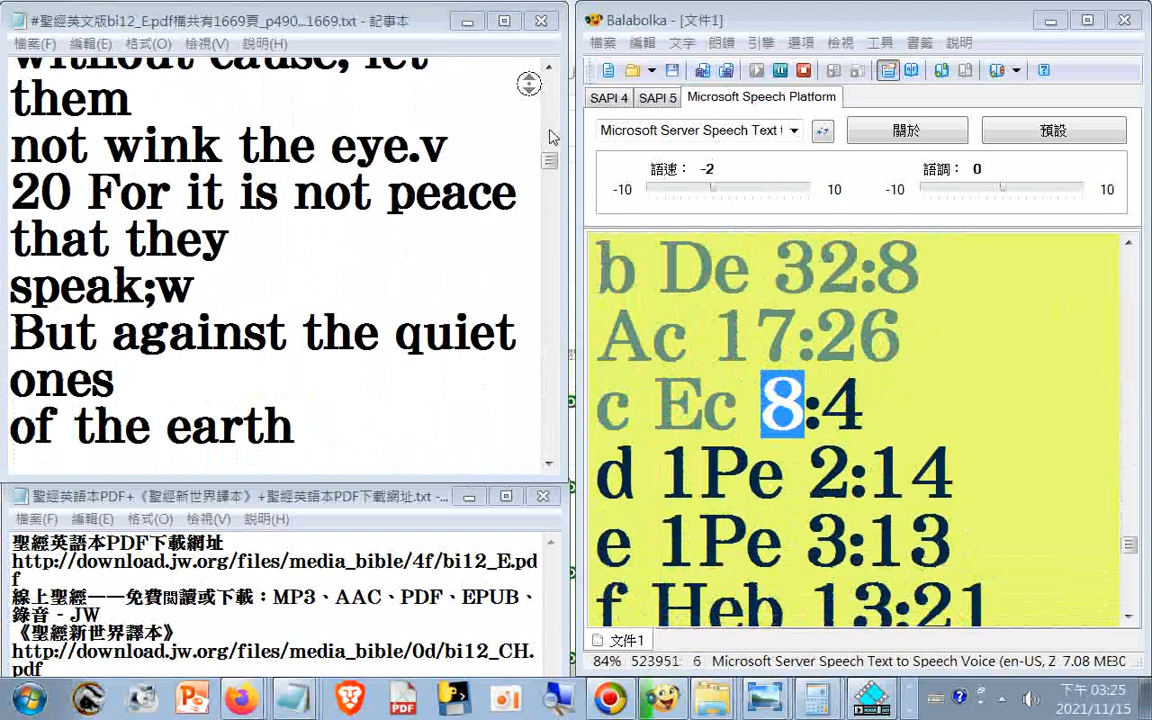 #聖經英文版bi12_E.pdf檔共有1669頁_p490...1669.txt - 記事本
檔案(F) 編輯(E) 格式(O) 檢視(V) 說明(H)
without cause, let
them
not wink the eye.v
20 For it is not peace
that they
speak;w
But against the quiet
ones
of the earth
聖經英語本PDF+《聖經新世界譯本》+聖經英語本PDF下載網址.txt -...
檔案(F) 編輯(E) 格式(O) 檢視(V) 說明(H)
聖經英語本PDF下載網址
http://download.jw.org/files/media_bible/4f/bi12_E.pd
f
線上聖經——免費閱讀或下載：MP3、AAC、PDF、EPUB、
錄音 - JW
《聖經新世界譯本》
http://download.jw.org/files/media_bible/0d/bi12_CH.
pdf
Balabolka - [文件1]
檔案 編輯 文字 朗讀 引擎 選項 檢視 工具 書籤 說明
SAPI 4 SAPI 5 Microsoft Speech Platform
Microsoft Server Speech Text 關於 預設
語速： -2 語調： 0
-10 10 -10 10
b De 32:8
Ac 17:26
c Ec 8:4
d 1Pe 2:14
e 1Pe 3:13
f Heb 13:21
文件1
84% 523951 6 Microsoft Server Speech Text to Speech Voice (en-US, Z 7.08 MB
下午 03:25
2021/11/15